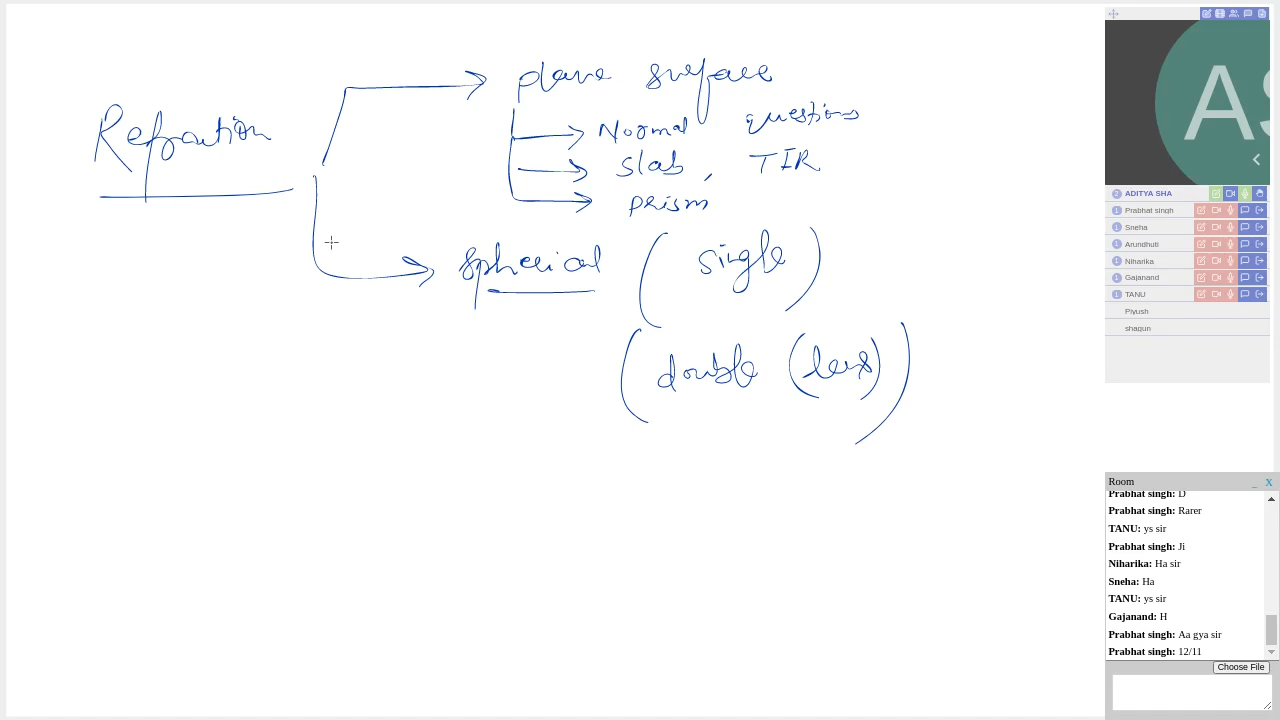 plane surface
Refraction
Normal questions
Slab, TIR
prism
Spherical (single)
(double (lens))
AS
ADITYA SHA
Prabhat singh
Sneha
Arundhuti
Niharika
Gajanand
TANU
Piyush
shagun
Room _ X
Prabhat singh: D
Prabhat singh: Rarer
TANU: ys sir
Prabhat singh: Ji
Niharika: Ha sir
Sneha: Ha
TANU: ys sir
Gajanand: H
Prabhat singh: Aa gya sir
Prabhat singh: 12/11
Choose File